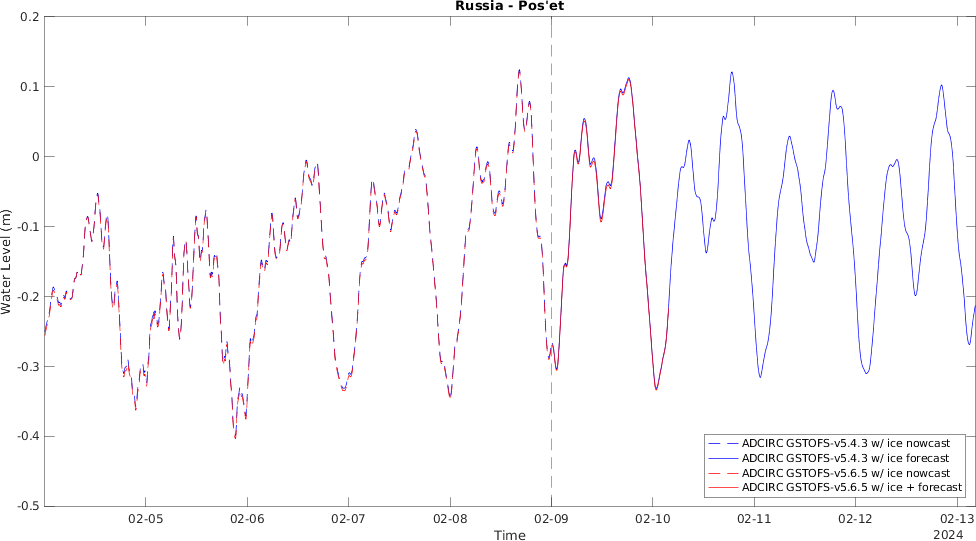 Russia - Pos'et
0.2
0.1
0
-0.1
-0.2
-0.3
-0.4
-0.5
Water Level (m)
02-05 02-06 02-07 02-08 02-09 02-10 02-11 02-12 02-13
Time
2024
ADCIRC GSTOFS-v5.4.3 w/ ice nowcast
ADCIRC GSTOFS-v5.4.3 w/ ice forecast
ADCIRC GSTOFS-v5.6.5 w/ ice nowcast
ADCIRC GSTOFS-v5.6.5 w/ ice + forecast